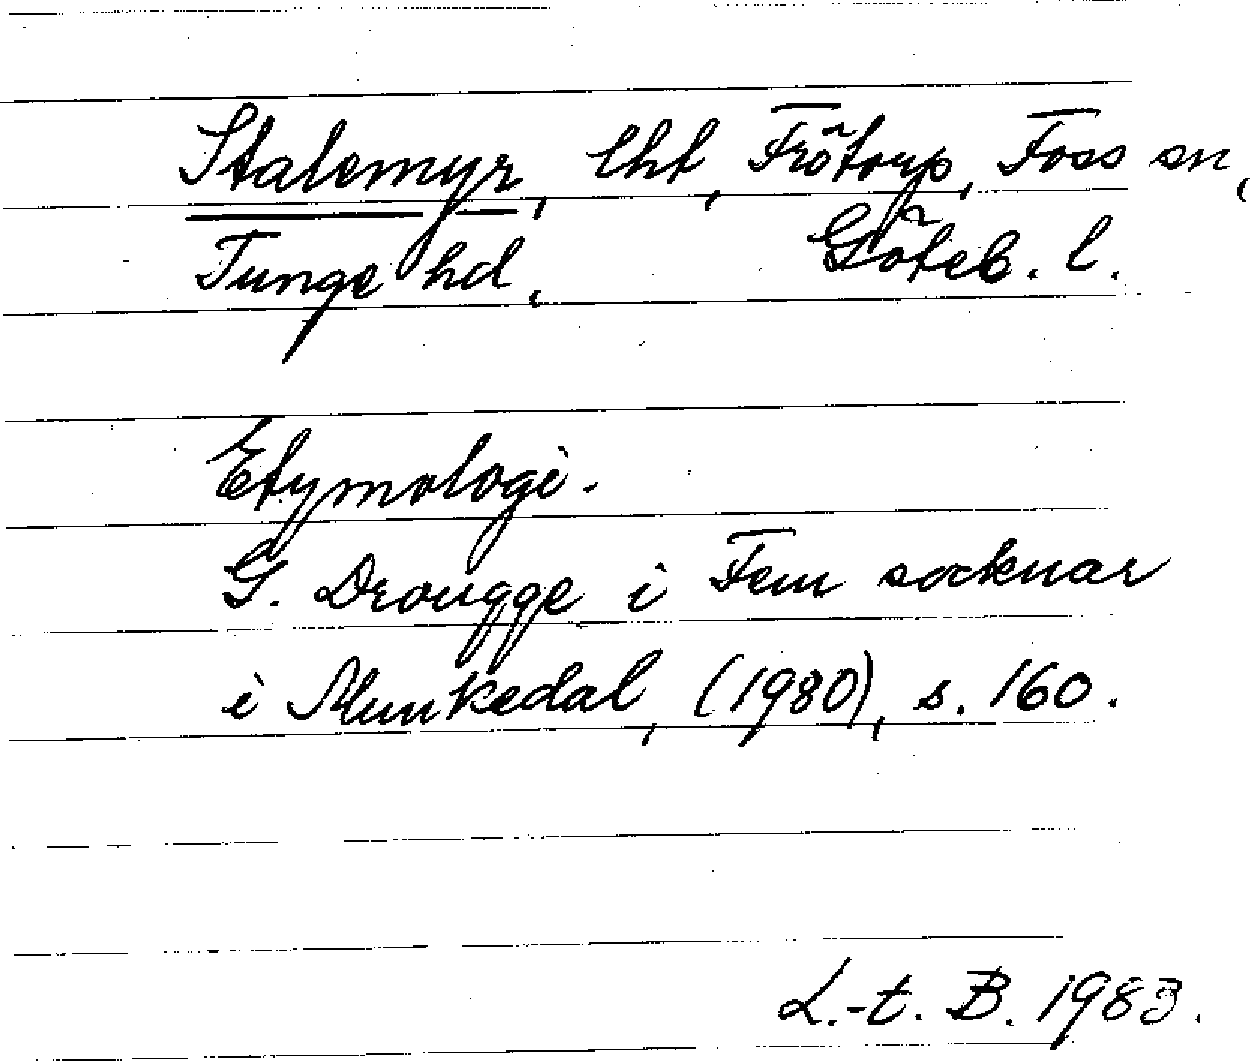 Stalemyr, lht, Frötorp, Foss sn,
Tunge hd, Göteb. l.
Etymologi.
G. Drougge i Fem socknar
i Munkedal, (1980), s. 160.
L.-t. B. 1983.